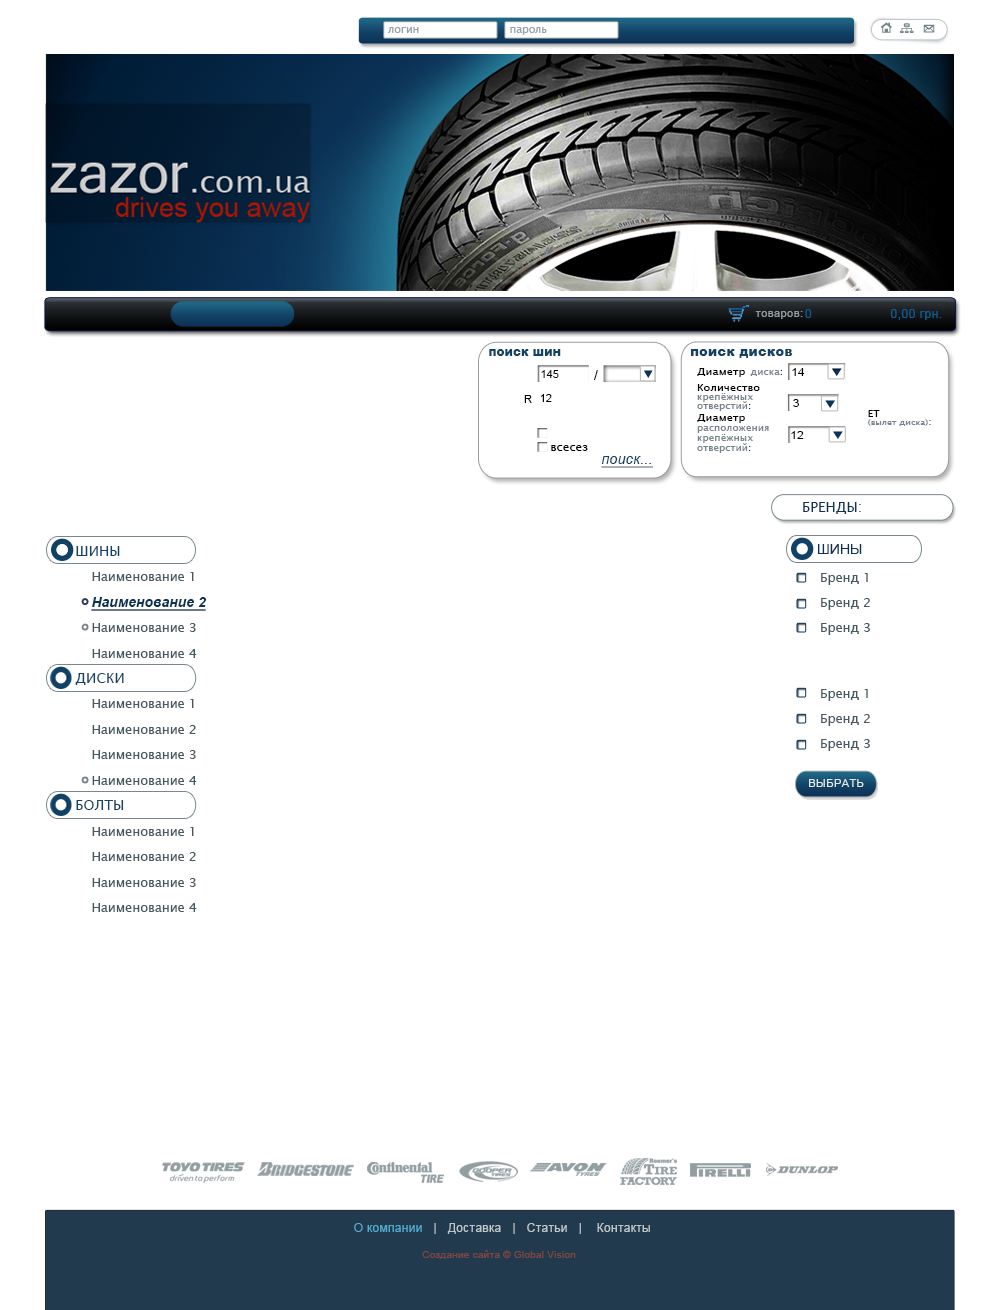 логин пароль
zazor.com.ua
drives you away
товаров: 0 0,00 грн.
поиск шин
145 /
R 12
всесез
поиск...
поиск дисков
Диаметр диска: 14
Количество
крепёжных
отверстий: 3
Диаметр
расположения
крепёжных
отверстий: 12
ET
(вылет диска):
БРЕНДЫ:
ШИНЫ
Наименование 1
Наименование 2
Наименование 3
Наименование 4
ДИСКИ
Наименование 1
Наименование 2
Наименование 3
Наименование 4
БОЛТЫ
Наименование 1
Наименование 2
Наименование 3
Наименование 4
ШИНЫ
Бренд 1
Бренд 2
Бренд 3
Бренд 1
Бренд 2
Бренд 3
ВЫБРАТЬ
TOYO TIRES
driven to perform
BRIDGESTONE
Continental
TIRE
COOPER
TIRES
AVON
TYRES
TIRE
FACTORY
PIRELLI
DUNLOP
О компании | Доставка | Статьи | Контакты
Создание сайта © Global Vision